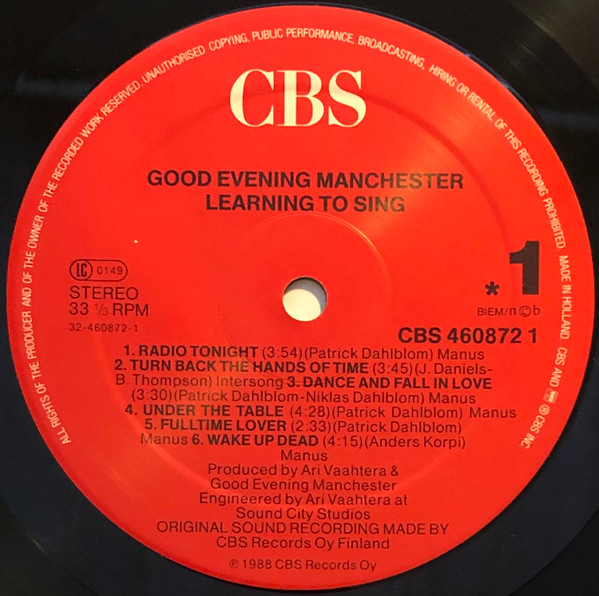 ALL RIGHTS OF THE PRODUCER AND OF THE OWNER OF THE RECORDED WORK RESERVED. UNAUTHORISED COPYING, PUBLIC PERFORMANCE, BROADCASTING, HIRING OR RENTAL OF THIS RECORDING PROHIBITED. MADE IN HOLLAND. CBS AND ® CBS INC.
CBS
GOOD EVENING MANCHESTER
LEARNING TO SING
LC 0149
STEREO
33 ⅓ RPM
32-460872-1
* 1
BIEM/n©b
CBS 460872 1
1. RADIO TONIGHT (3:54)(Patrick Dahlblom) Manus
2. TURN BACK THE HANDS OF TIME (3:45)(J. Daniels-
B. Thompson) Intersong 3. DANCE AND FALL IN LOVE
(3:30)(Patrick Dahlblom-Niklas Dahlblom) Manus
4. UNDER THE TABLE (4:28)(Patrick Dahlblom) Manus
5. FULLTIME LOVER (2:33)(Patrick Dahlblom)
Manus 6. WAKE UP DEAD (4:15)(Anders Korpi)
Manus
Produced by Ari Vaahtera &
Good Evening Manchester
Engineered by Ari Vaahtera at
Sound City Studios
ORIGINAL SOUND RECORDING MADE BY
CBS Records Oy Finland
℗ 1988 CBS Records Oy